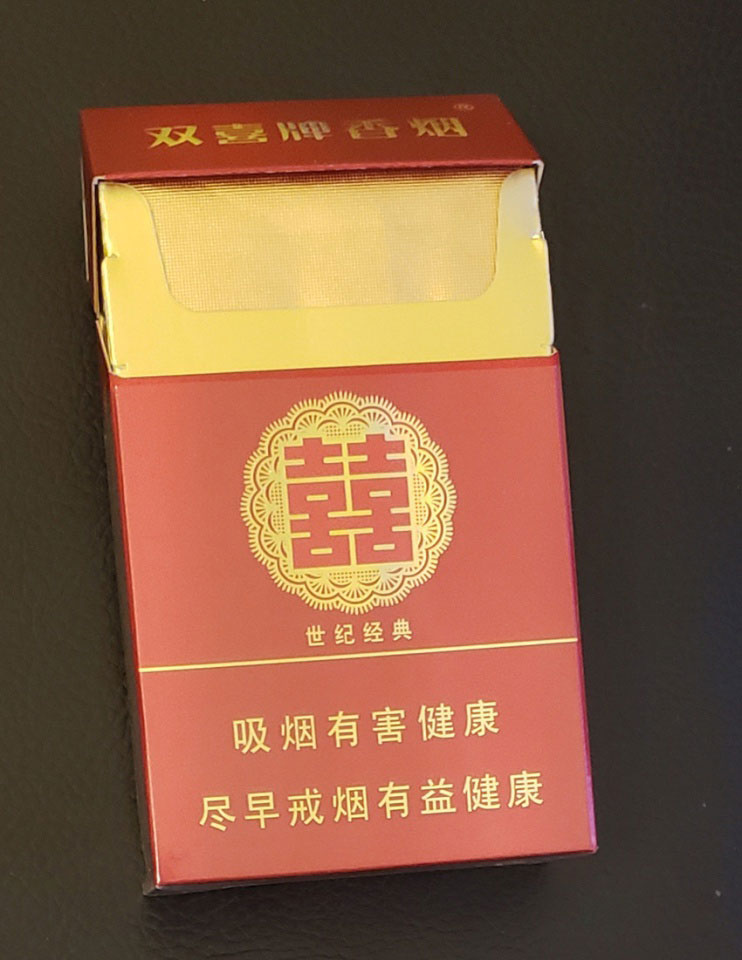 双喜牌香烟®
囍
世纪经典
吸烟有害健康
尽早戒烟有益健康